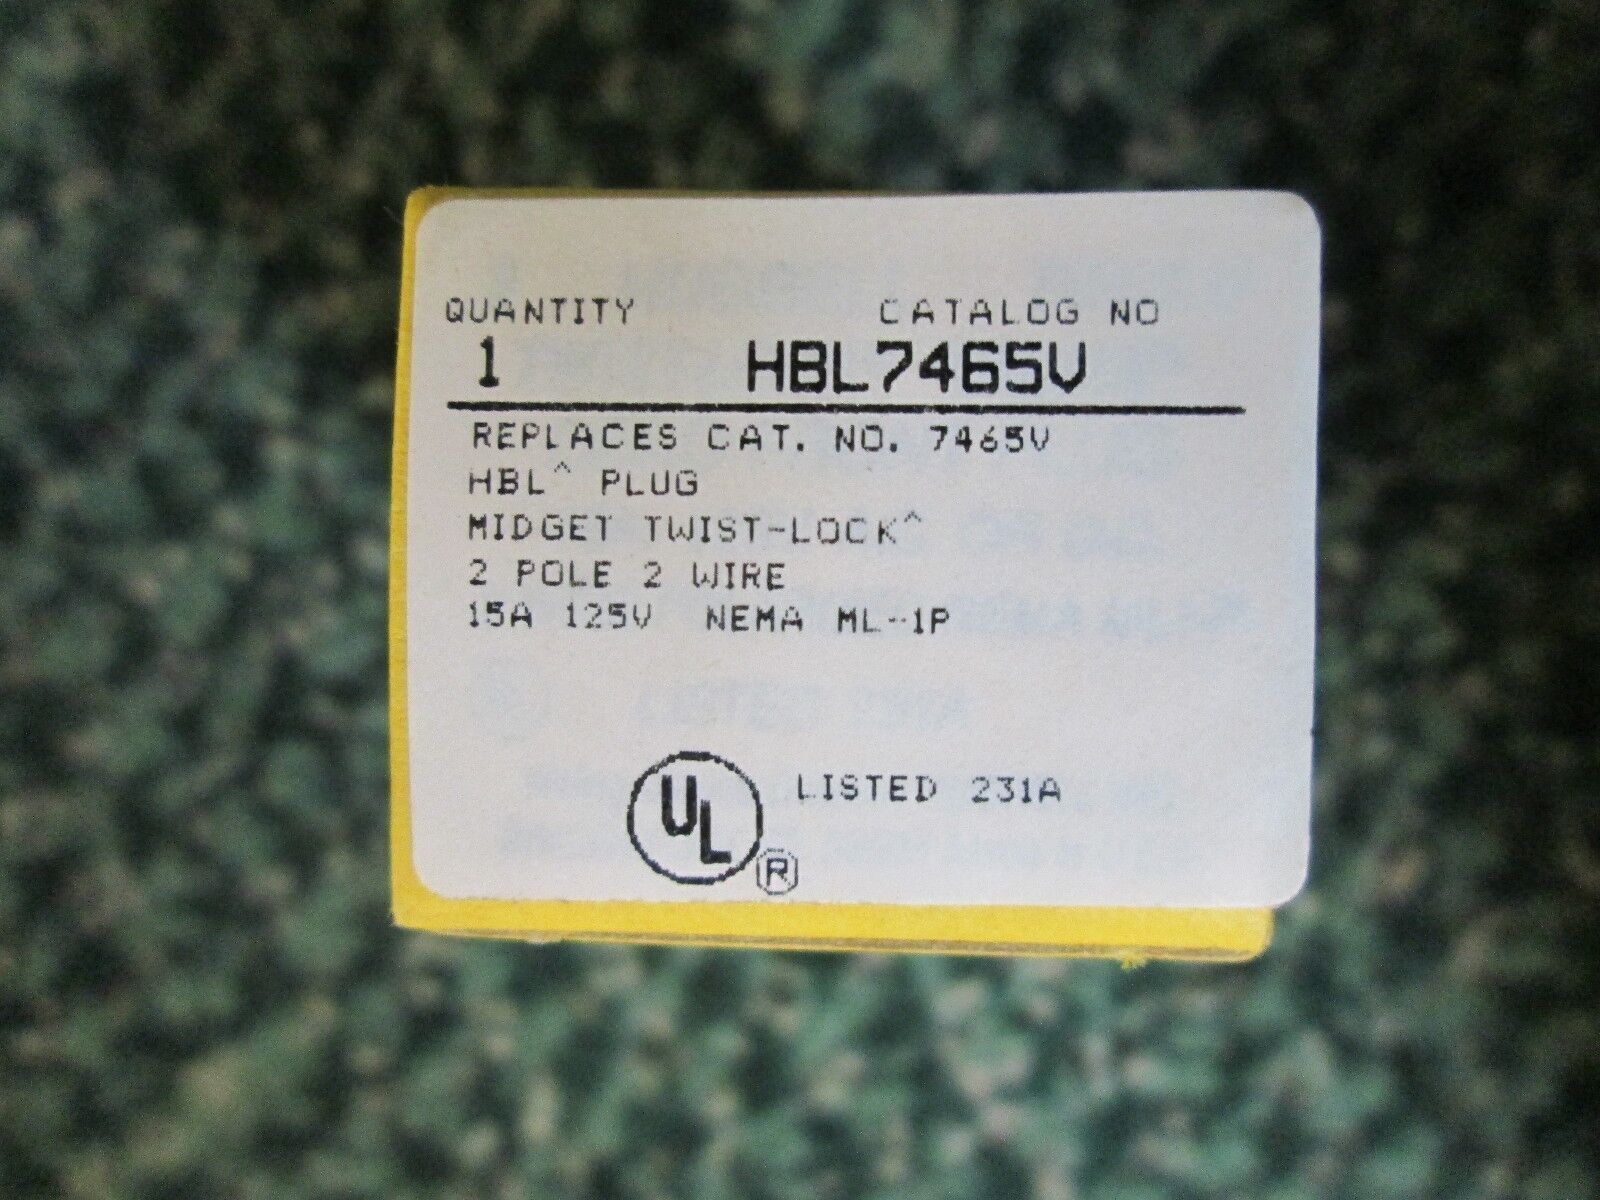 QUANTITY CATALOG NO
1 HBL7465V
REPLACES CAT. NO. 7465V
HBL^ PLUG
MIDGET TWIST-LOCK^
2 POLE 2 WIRE
15A 125V NEMA ML-1P
UL® LISTED 231A